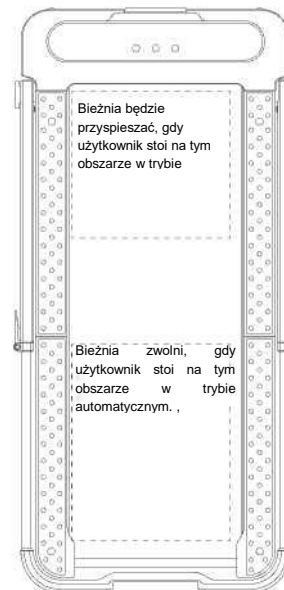 Bieżnia będzie
przyspieszać, gdy
użytkownik stoi na tym
obszarze w trybie
Bieżnia zwolni, gdy
użytkownik stoi na tym
obszarze w trybie
automatycznym. ,